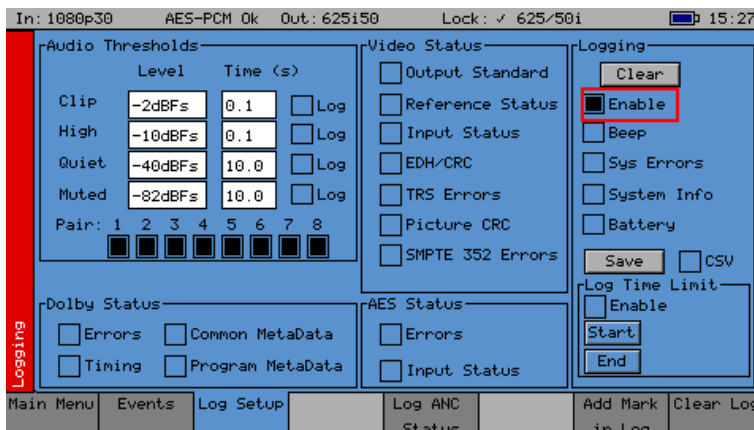 In: 1080p30 AES-PCM Ok Out: 625i50 Lock: ✓ 625/50i 15:27
Audio Thresholds
Level Time (s)
Clip -2dBFs 0.1 Log
High -10dBFs 0.1 Log
Quiet -40dBFs 10.0 Log
Muted -82dBFs 10.0 Log
Pair: 1 2 3 4 5 6 7 8
Video Status
Output Standard
Reference Status
Input Status
EDH/CRC
TRS Errors
Picture CRC
SMPTE 352 Errors
Logging
Clear
Enable
Beep
Sys Errors
System Info
Battery
Save CSV
Log Time Limit
Enable
Start
End
Dolby Status
Errors Common MetaData
Timing Program MetaData
AES Status
Errors
Input Status
Logging
Main Menu Events Log Setup Log ANC Status Add Mark in Log Clear Log